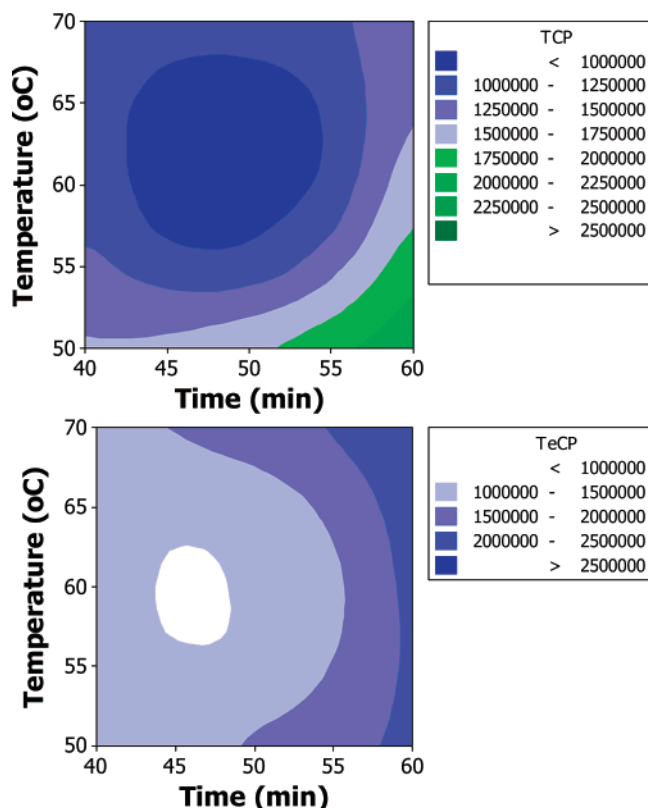 70
65
60
55
50
Temperature (oC)
40 45 50 55 60
Time (min)
TCP
< 1000000
1000000 - 1250000
1250000 - 1500000
1500000 - 1750000
1750000 - 2000000
2000000 - 2250000
2250000 - 2500000
> 2500000
70
65
60
55
50
Temperature (oC)
40 45 50 55 60
Time (min)
TeCP
< 1000000
1000000 - 1500000
1500000 - 2000000
2000000 - 2500000
> 2500000